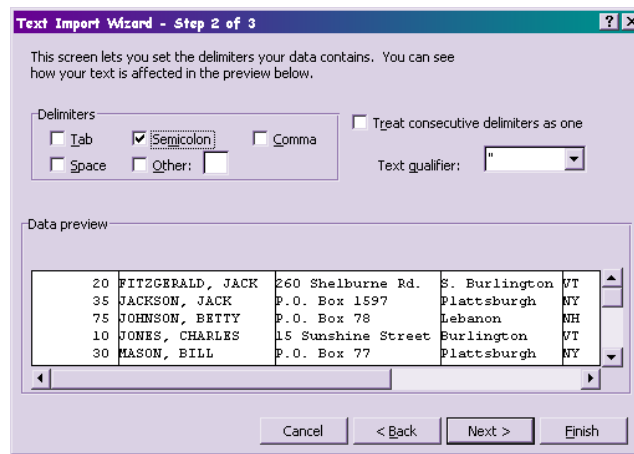 Text Import Wizard - Step 2 of 3
This screen lets you set the delimiters your data contains. You can see
how your text is affected in the preview below.
Delimiters
Tab Semicolon Comma
Space Other:
Treat consecutive delimiters as one
Text qualifier: "
Data preview
20 FITZGERALD, JACK 260 Shelburne Rd. S. Burlington VT
35 JACKSON, JACK P.O. Box 1597 Plattsburgh NY
75 JOHNSON, BETTY P.O. Box 78 Lebanon NH
10 JONES, CHARLES 15 Sunshine Street Burlington VT
30 MASON, BILL P.O. Box 77 Plattsburgh NY
Cancel < Back Next > Finish